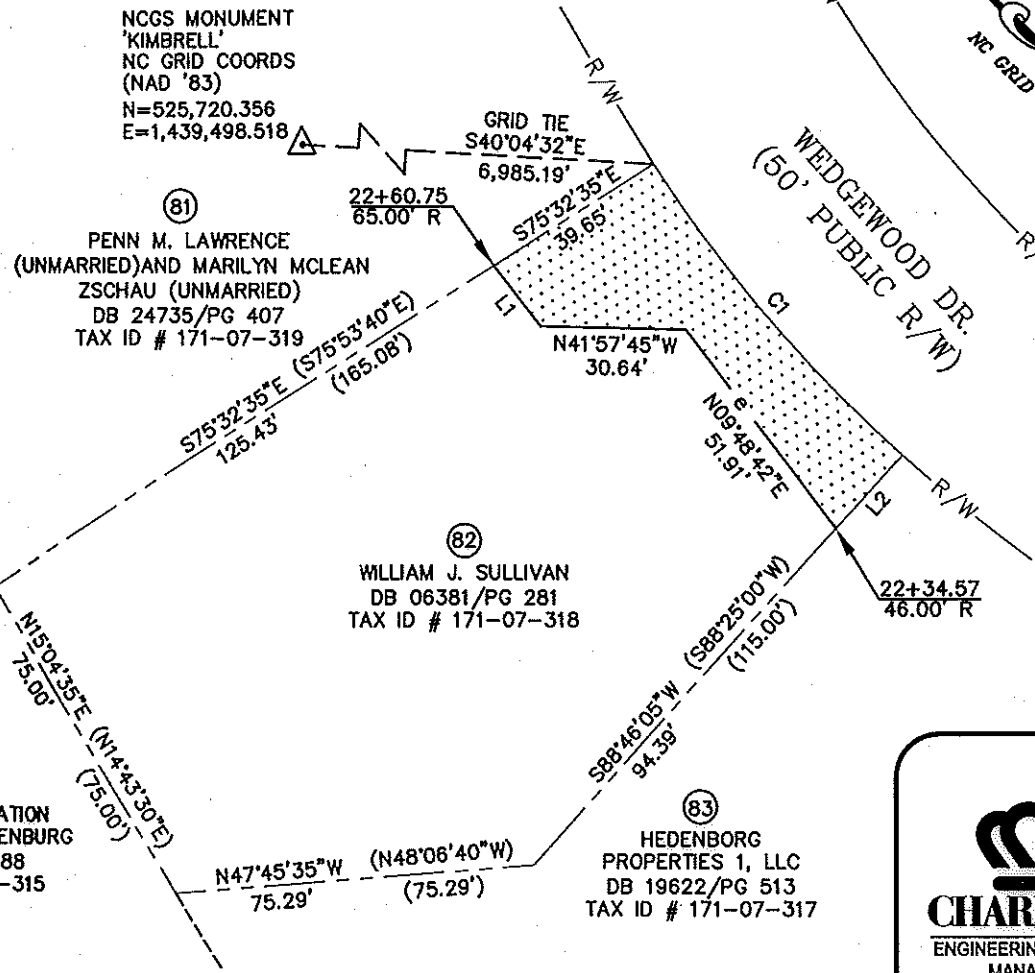 NCGS MONUMENT
'KIMBRELL'
NC GRID COORDS
(NAD '83)
N=525,720.356
E=1,439,498.518
GRID TIE
S40°04'32"E
6,985.19'
R/W
NC GRID
WEDGEWOOD DR.
(50' PUBLIC R/W)
R/
22+60.75
65.00' R
S75°32'35"E
39.65
81
PENN M. LAWRENCE
(UNMARRIED)AND MARILYN MCLEAN
ZSCHAU (UNMARRIED)
DB 24735/PG 407
TAX ID # 171-07-319
L1
C1
N41°57'45"W
30.64'
S75°32'35"E (S75°53'40"E)
125.43' (165.08')
e
N09°48'42"E
51.91'
L2
R/W
82
WILLIAM J. SULLIVAN
DB 06381/PG 281
TAX ID # 171-07-318
22+34.57
46.00' R
N15°04'35"E (N14°43'30"E)
75.00' (75.00')
S88°46'05"W (S88°25'00"W)
94.39' (115.00')
ATION
ENBURG
88
-315
N47°45'35"W (N48°06'40"W)
75.29' (75.29')
83
HEDENBORG
PROPERTIES 1, LLC
DB 19622/PG 513
TAX ID # 171-07-317
CHAR
ENGINEERIN
MANA